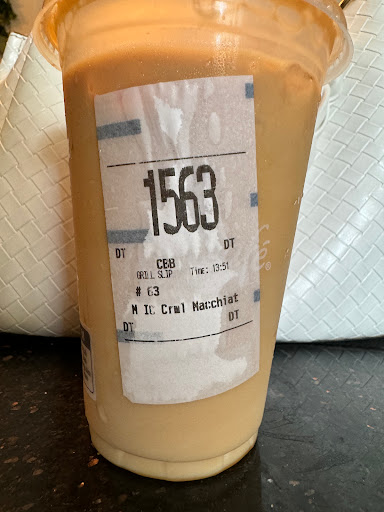 1563
DT DT
CBB
GRILL SLIP Time: 13:51
# 63
M IC Crml Macchiat
DT DT